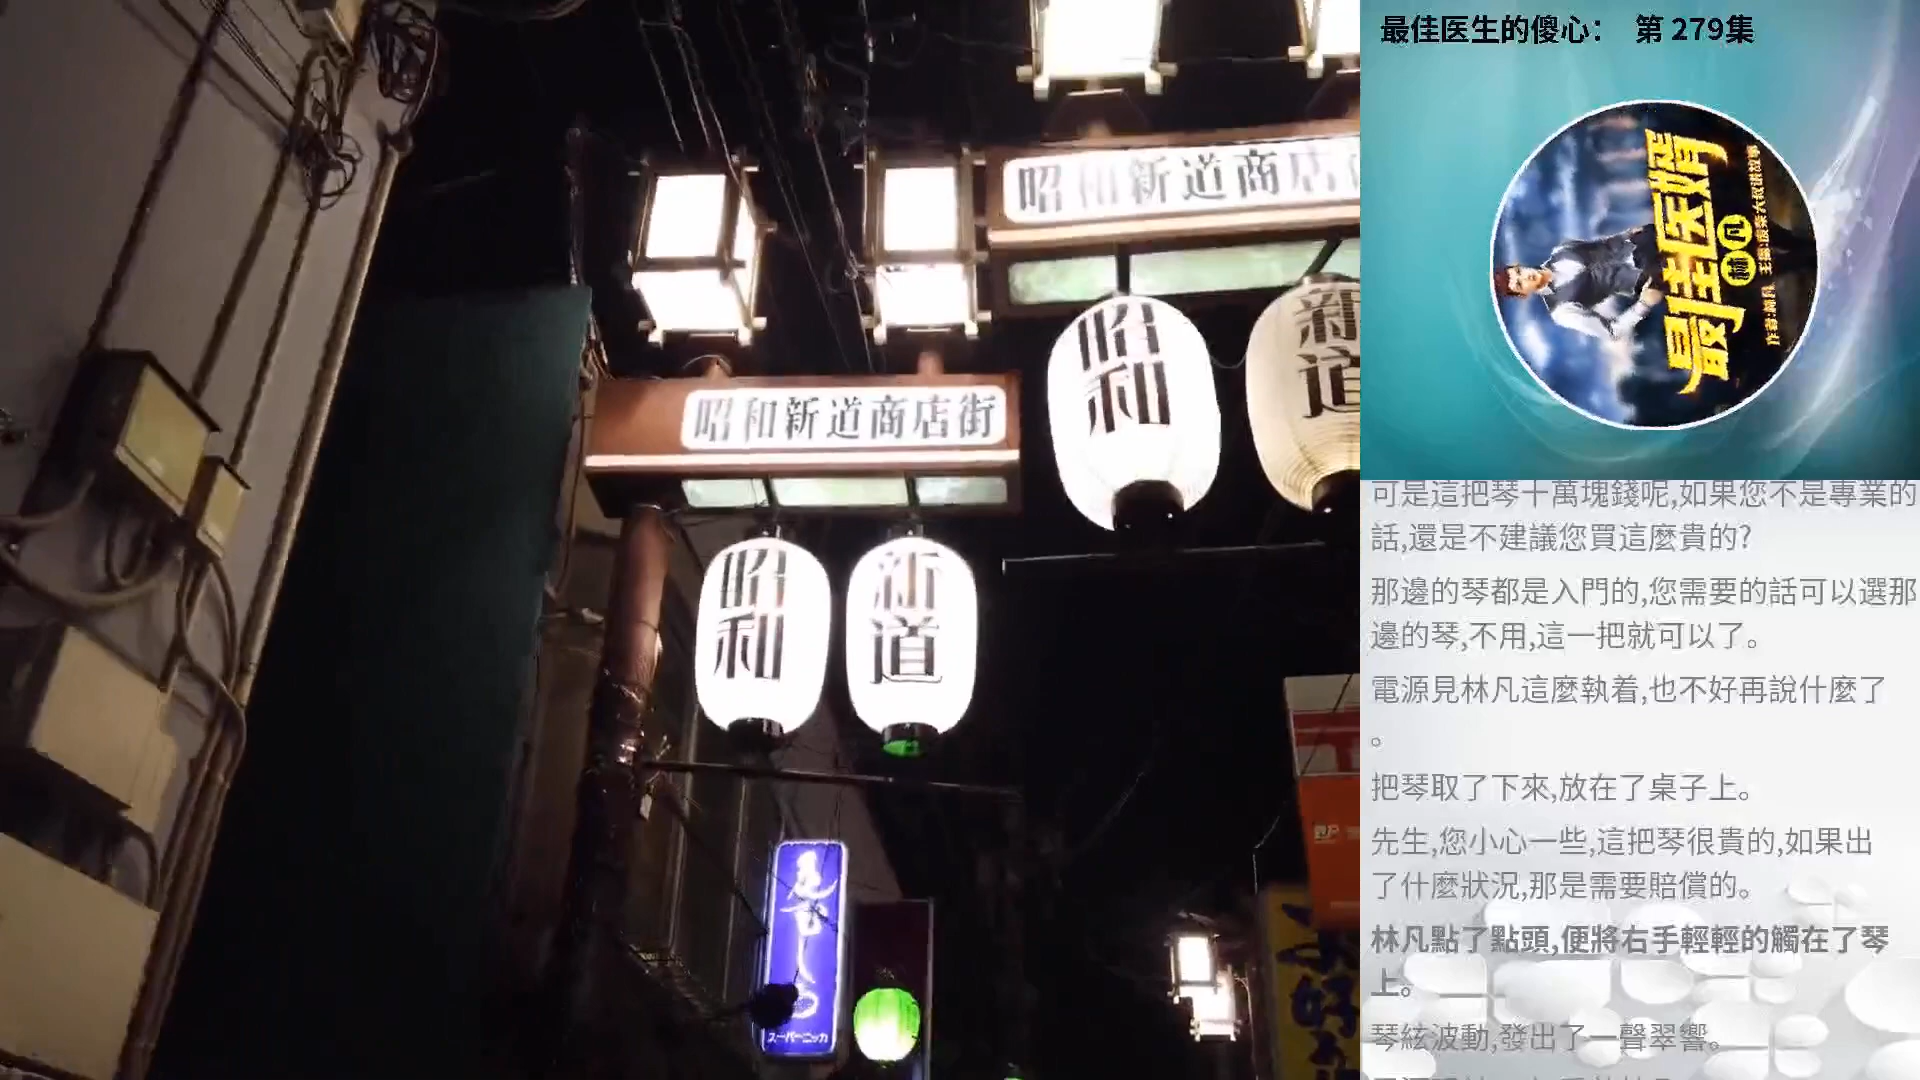 最佳医生的傻心： 第 279集
最佳医婿
林凡
昭和新道商店
昭和新道商店街
昭和
新道
昭和
新道
スーパーニッカ
可是這把琴十萬塊錢呢,如果您不是專業的
話,還是不建議您買這麼貴的?
那邊的琴都是入門的,您需要的話可以選那
邊的琴,不用,這一把就可以了。
電源見林凡這麼執着,也不好再說什麼了
。
把琴取了下來,放在了桌子上。
先生,您小心一些,這把琴很貴的,如果出
了什麼狀況,那是需要賠償的。
林凡點了點頭,便將右手輕輕的觸在了琴
上。
琴絃波動,發出了一聲翠響。